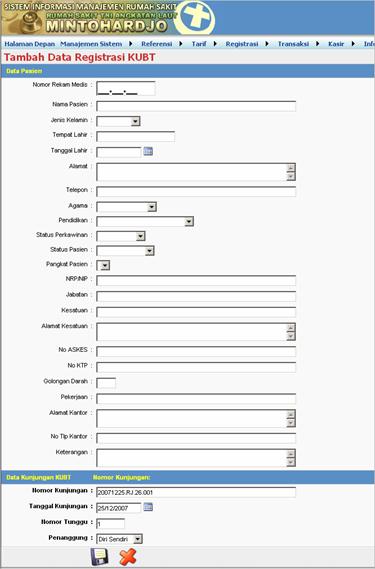 SISTEM INFORMASI MANAJEMEN RUMAH SAKIT
RUMAH SAKIT TNI ANGKATAN LAUT
MINTOHARDJO
Halaman Depan Manajemen Sistem Referensi Tarif Registrasi Transaksi Kasir Inf
Tambah Data Registrasi KUBT
Data Pasien
Nomor Rekam Medis : __.__.__
Nama Pasien :
Jenis Kelamin :
Tempat Lahir :
Tanggal Lahir :
Alamat :
Telepon :
Agama :
Pendidikan :
Status Perkawinan :
Status Pasien :
Pangkat Pasien :
NRP/NIP :
Jabatan :
Kesatuan :
Alamat Kesatuan :
No ASKES :
No KTP :
Golongan Darah :
Pekerjaan :
Alamat Kantor :
No Tlp Kantor :
Keterangan :
Data Kunjungan KUBT Nomor Kunjungan:
Nomor Kunjungan : 20071225.RJ.26.001
Tanggal Kunjungan : 25/12/2007
Nomor Tunggu : 1
Penanggung : Diri Sendiri